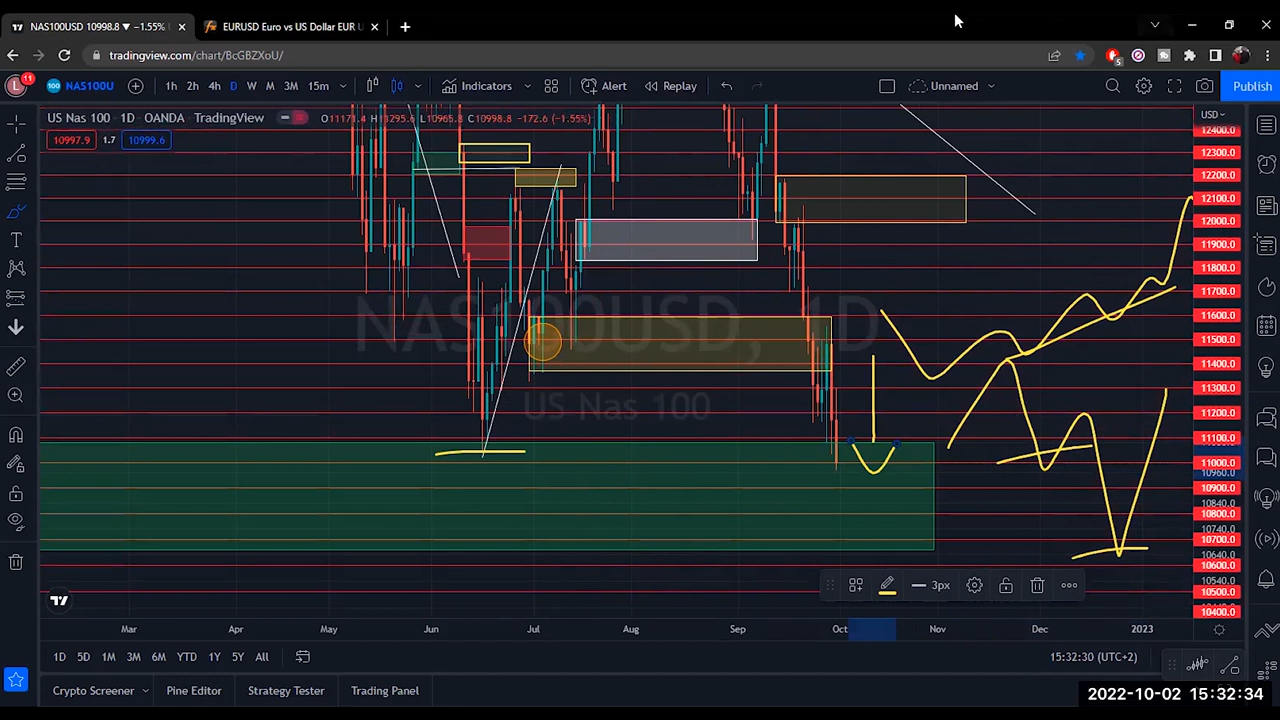 NAS100USD 10998.8 ▼ −1.55%
EURUSD Euro vs US Dollar EUR U
tradingview.com/chart/BcGBZXoU/
5
L 11
100 NAS100U 1h 2h 4h D W M 3M 15m Indicators Alert Replay Unnamed Publish
US Nas 100 · 1D · OANDA · TradingView O11171.4 H11295.6 L10965.8 C10998.8 −172.6 (−1.55%)
10997.9 1.7 10999.6
USD
12400.0
12300.0
12200.0
12100.0
12000.0
11900.0
11800.0
11700.0
11600.0
11500.0
11400.0
11300.0
11200.0
11100.0
11000.0
10960.0
10900.0
10840.0
10800.0
10700.0
10640.0
10600.0
10540.0
10500.0
10400.0
NAS100USD, 1D
US Nas 100
3px
Mar Apr May Jun Jul Aug Sep Oct Nov Dec 2023
1D 5D 1M 3M 6M YTD 1Y 5Y All 15:32:30 (UTC+2)
Crypto Screener Pine Editor Strategy Tester Trading Panel
2022-10-02 15:32:34